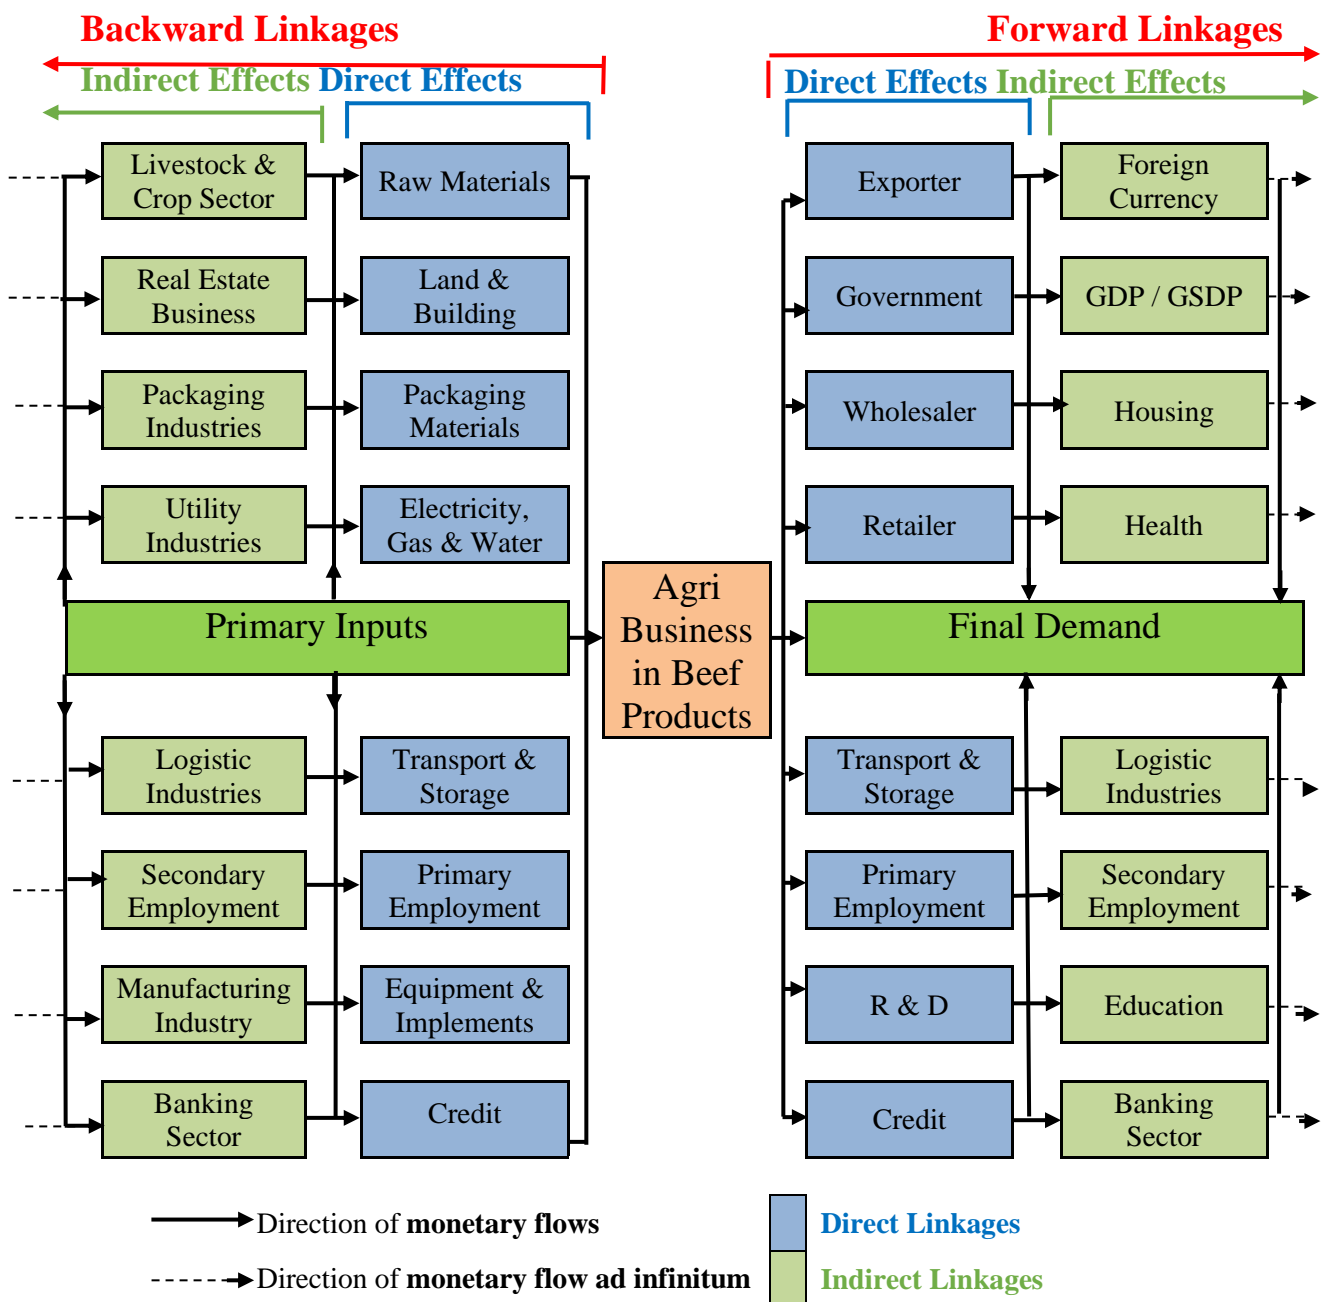 Backward Linkages
Forward Linkages
Indirect Effects Direct Effects
Direct Effects Indirect Effects
Livestock &
Crop Sector
Raw Materials
Exporter
Foreign
Currency
Real Estate
Business
Land &
Building
Government
GDP / GSDP
Packaging
Industries
Packaging
Materials
Wholesaler
Housing
Utility
Industries
Electricity,
Gas & Water
Retailer
Health
Primary Inputs
Agri
Business
in Beef
Products
Final Demand
Logistic
Industries
Transport &
Storage
Transport &
Storage
Logistic
Industries
Secondary
Employment
Primary
Employment
Primary
Employment
Secondary
Employment
Manufacturing
Industry
Equipment &
Implements
R & D
Education
Banking
Sector
Credit
Credit
Banking
Sector
Direction of monetary flows
Direct Linkages
Direction of monetary flow ad infinitum
Indirect Linkages